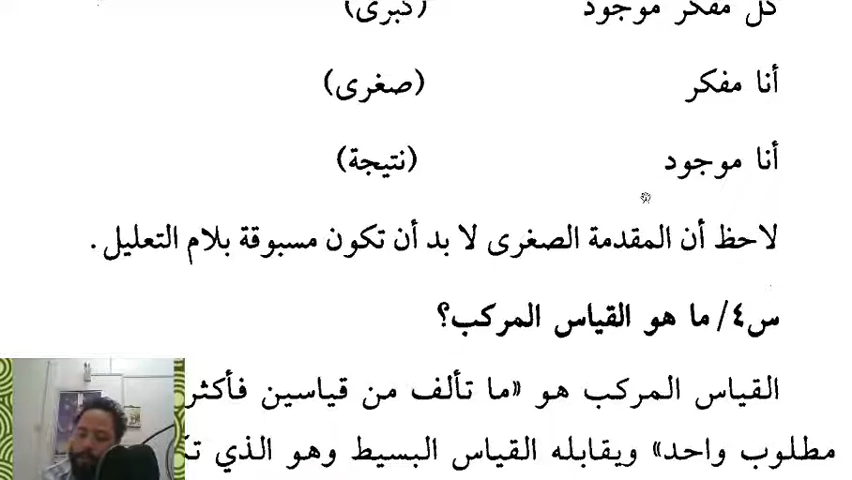 كل مفكر موجود (كبرى)
أنا مفكر (صغرى)
أنا موجود (نتيجة)
لاحظ أن المقدمة الصغرى لا بد أن تكون مسبوقة بلام التعليل.
س٤/ ما هو القياس المركب؟
القياس المركب هو «ما تألف من قياسين فأكثر
مطلوب واحد» ويقابله القياس البسيط وهو الذي